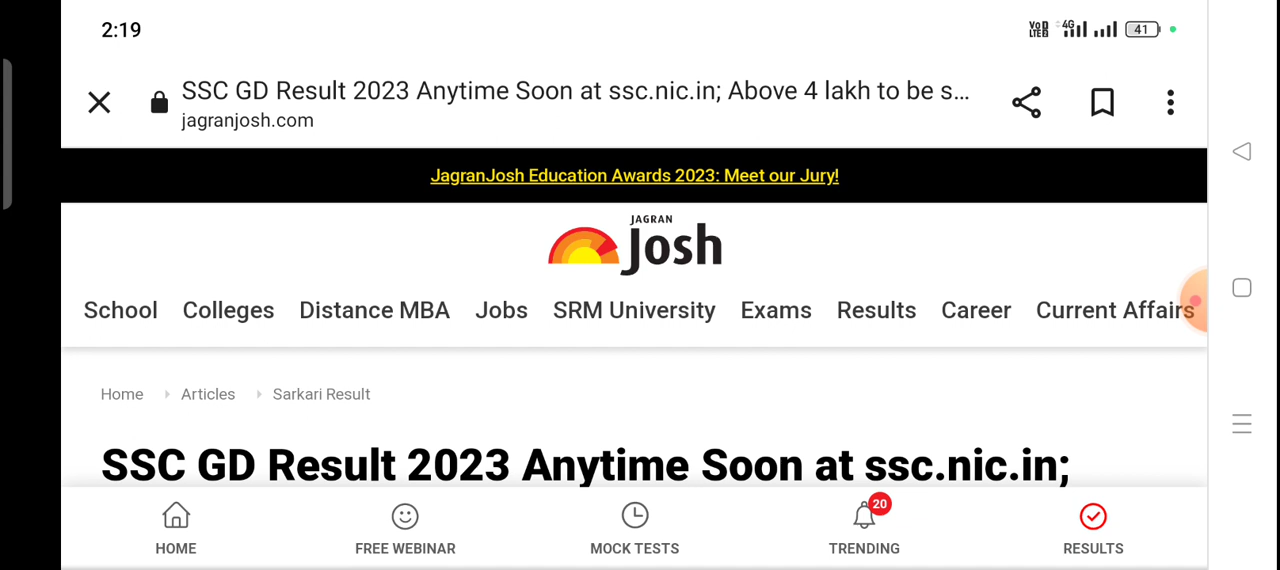 2:19
VoD LTE2 4G 41
SSC GD Result 2023 Anytime Soon at ssc.nic.in; Above 4 lakh to be s...
jagranjosh.com
JagranJosh Education Awards 2023: Meet our Jury!
JAGRAN
Josh
School Colleges Distance MBA Jobs SRM University Exams Results Career Current Affairs
Home Articles Sarkari Result
SSC GD Result 2023 Anytime Soon at ssc.nic.in;
20
HOME FREE WEBINAR MOCK TESTS TRENDING RESULTS